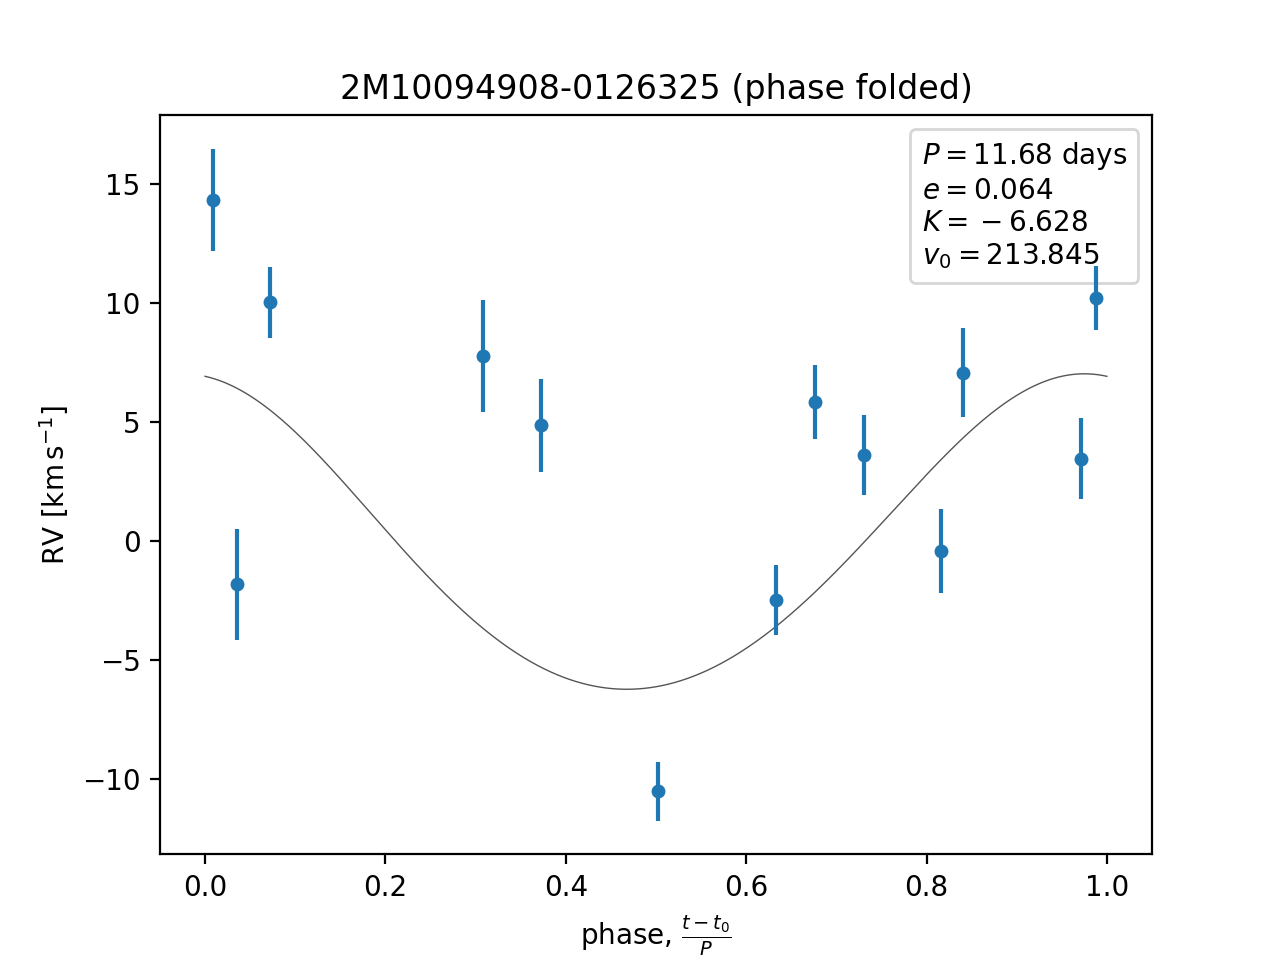 2M10094908-0126325 (phase folded)
P = 11.68 days
e = 0.064
K = −6.628
v₀ = 213.845
RV [km s⁻¹]
15
10
5
0
−5
−10
0.0 0.2 0.4 0.6 0.8 1.0
phase, (t − t₀)/P